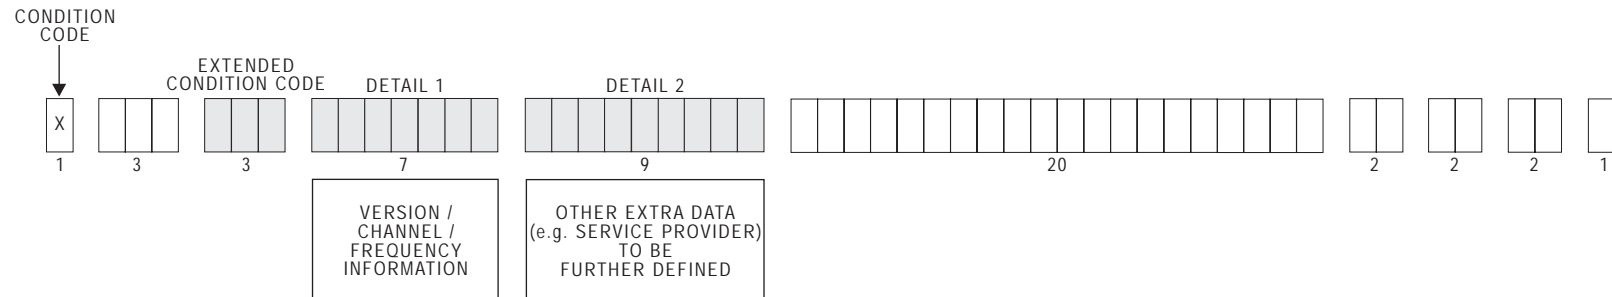 CONDITION
CODE
EXTENDED
CONDITION CODE
DETAIL 1
DETAIL 2
X
1
3
3
7
9
20
2
2
2
1
VERSION /
CHANNEL /
FREQUENCY
INFORMATION
OTHER EXTRA DATA
(e.g. SERVICE PROVIDER)
TO BE
FURTHER DEFINED